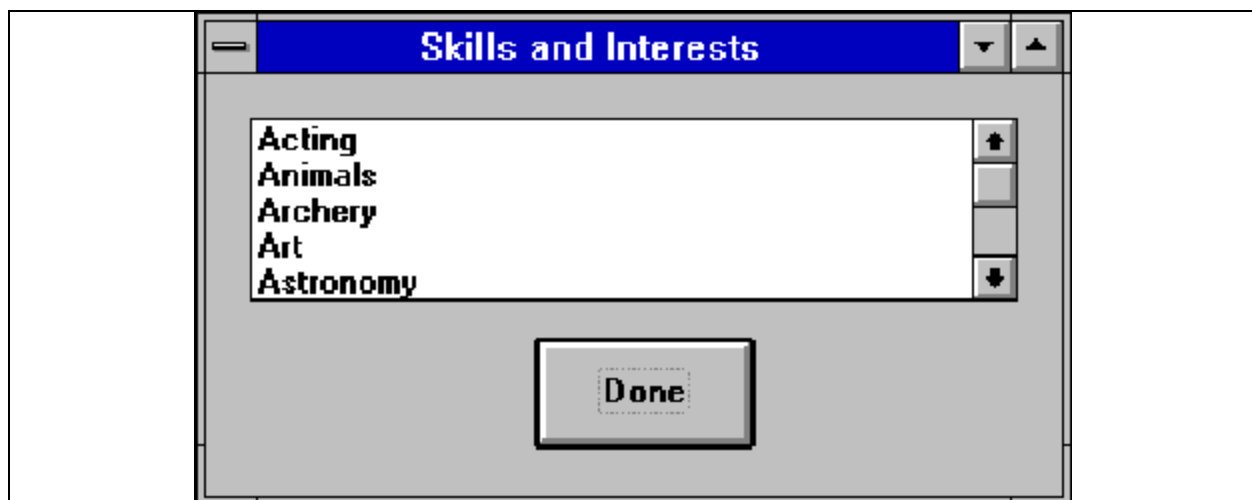 Skills and Interests
Acting
Animals
Archery
Art
Astronomy
Done